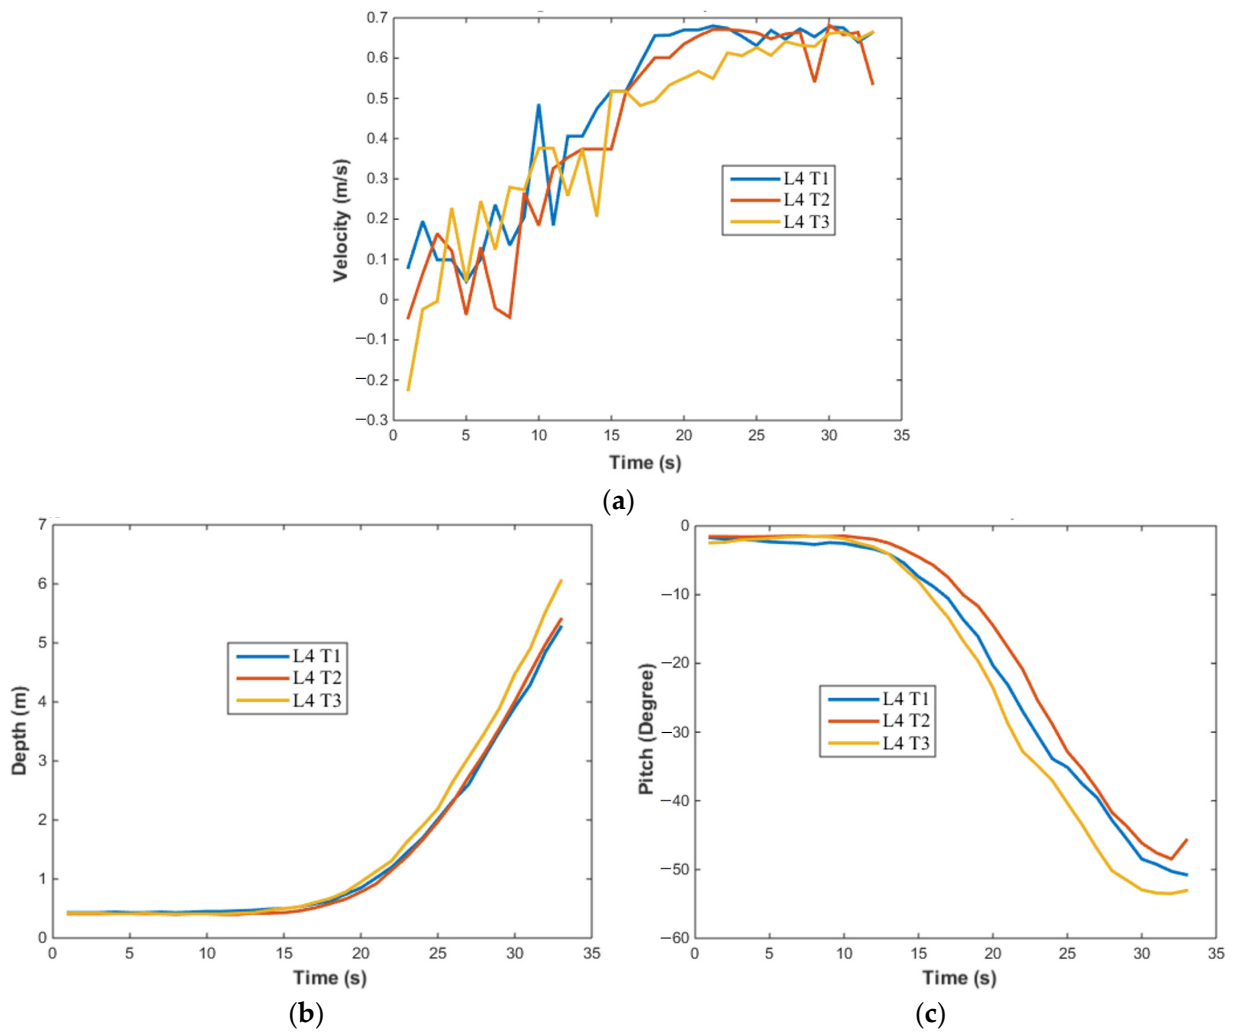 0.7
0.6
0.5
0.4
0.3
0.2
0.1
0
−0.1
−0.2
−0.3
Velocity (m/s)
L4 T1
L4 T2
L4 T3
0 5 10 15 20 25 30 35
Time (s)
(a)
7
6
5
4
3
2
1
0
Depth (m)
L4 T1
L4 T2
L4 T3
0 5 10 15 20 25 30 35
Time (s)
(b)
0
−10
−20
−30
−40
−50
−60
Pitch (Degree)
L4 T1
L4 T2
L4 T3
0 5 10 15 20 25 30 35
Time (s)
(c)